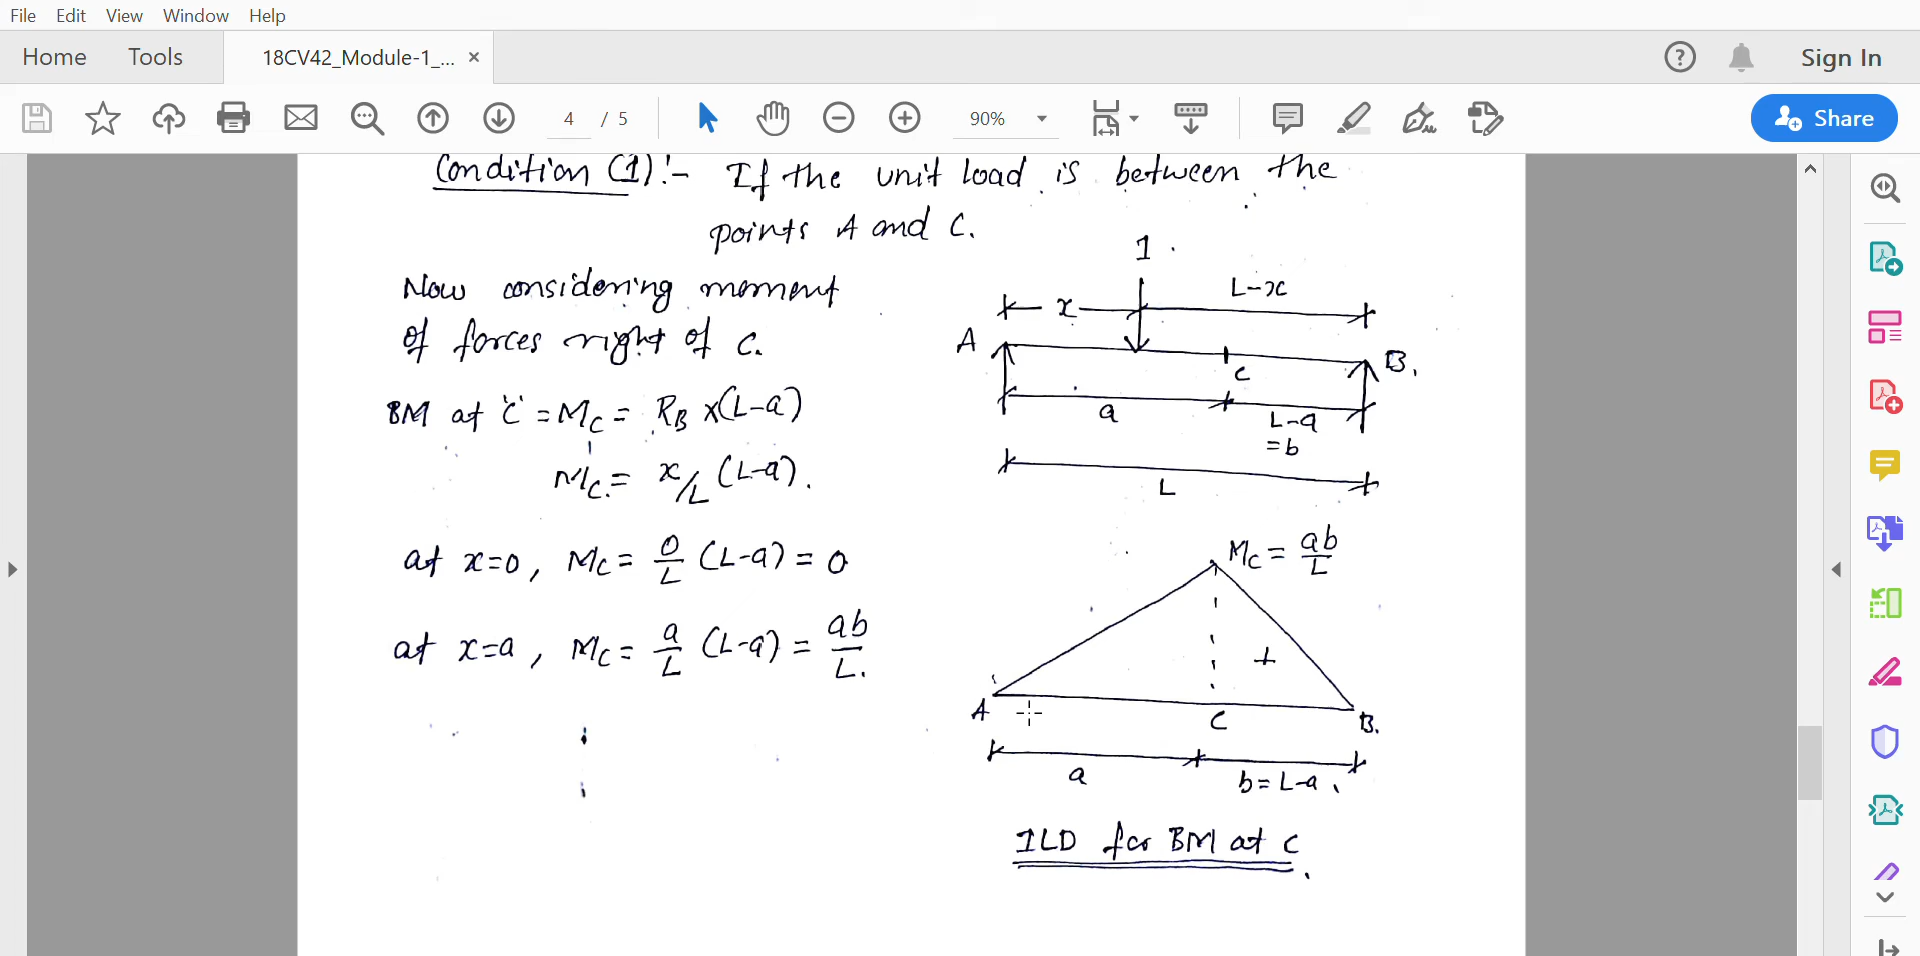 File Edit View Window Help
Home Tools 18CV42_Module-1_... × Sign In
4 / 5 90% Share
Condition (1):- If the unit load is between the
points A and C.
Now considering moment
of forces right of C.
BM at "C" = MC = RB x(L-a)
MC = x/L (L-a).
at x=0, MC = 0/L (L-a) = 0
at x=a, MC = a/L (L-a) = ab/L.
1
x L-x
A B.
C
a L-a
=b
L
MC = ab/L
+
A C B.
a b= L-a
ILD for BM at C